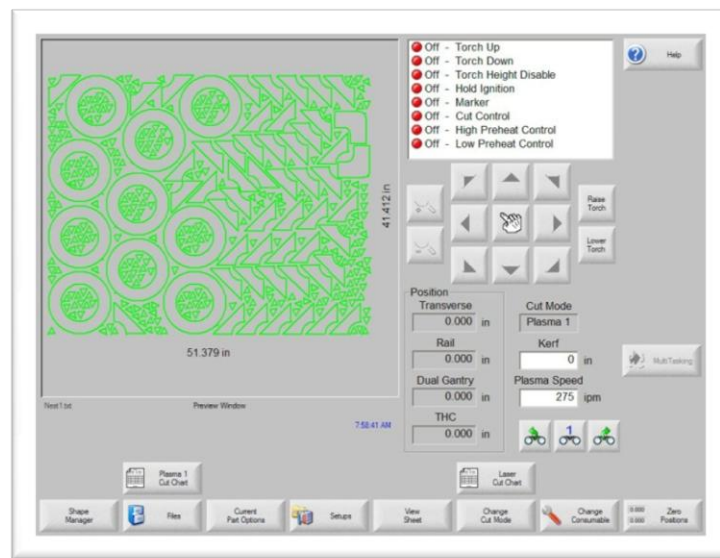 Off - Torch Up
Off - Torch Down
Off - Torch Height Disable
Off - Hold Ignition
Off - Marker
Off - Cut Control
Off - High Preheat Control
Off - Low Preheat Control
Help
41.412 in
51.379 in
Raise
Torch
Lower
Torch
Position
Transverse
0.000 in
Rail
0.000 in
Dual Gantry
0.000 in
THC
0.000 in
Cut Mode
Plasma 1
Kerf
0 in
Plasma Speed
275 ipm
MultiTasking
Nest1.txt
Preview Window
7:58:41 AM
1
Plasma 1
Cut Chart
Laser
Cut Chart
Shape
Manager
Files
Current
Part Options
Setups
View
Sheet
Change
Cut Mode
Change
Consumable
0.000
0.000
Zero
Positions